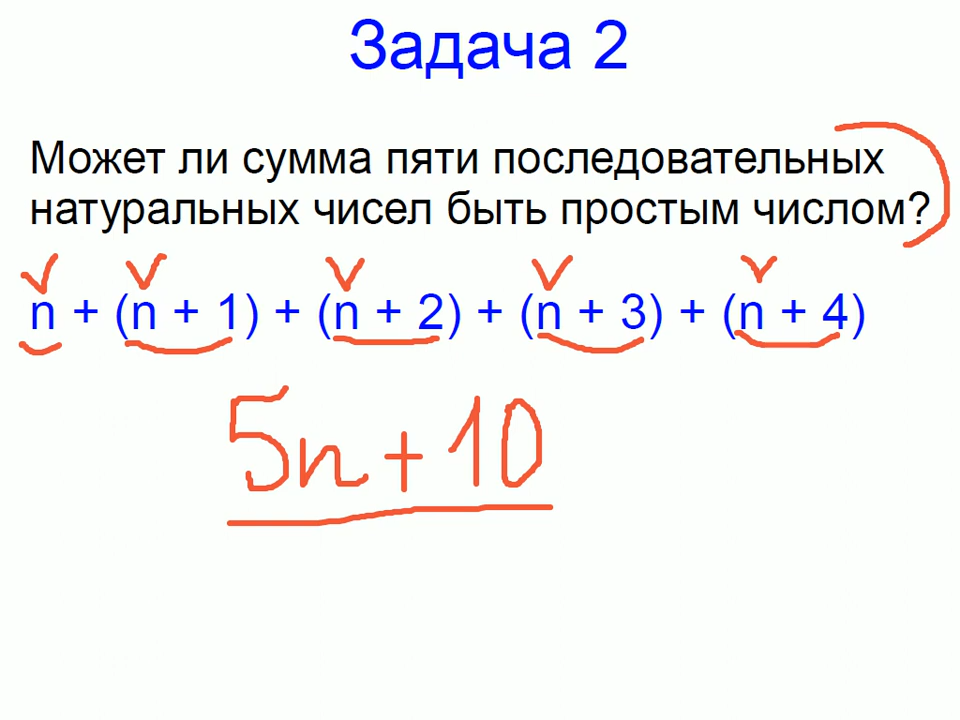 Задача 2
Может ли сумма пяти последовательных
натуральных чисел быть простым числом?
n + (n + 1) + (n + 2) + (n + 3) + (n + 4)
5n+10